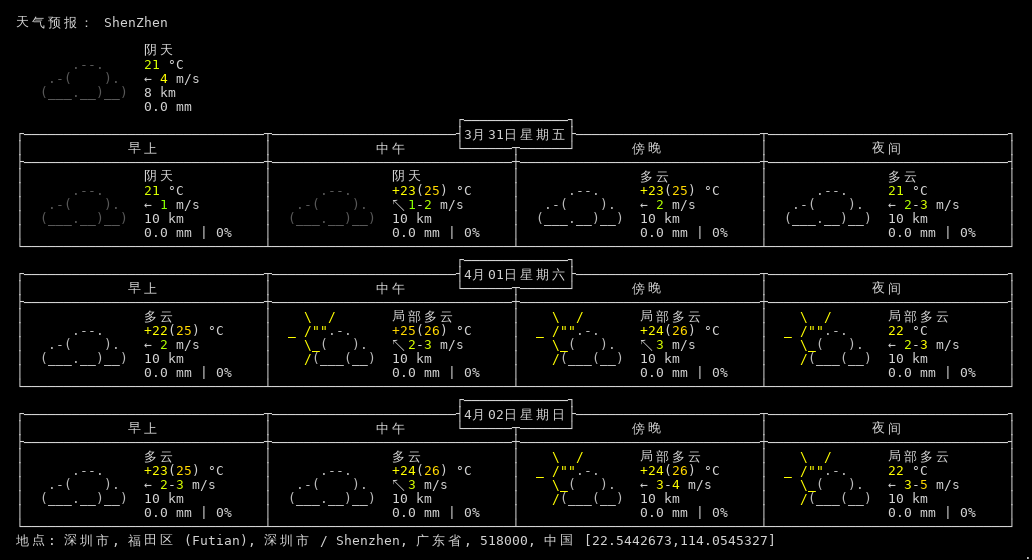 天气预报： ShenZhen
阴天
21 °C
← 4 m/s
8 km
0.0 mm
3月31日星期五
早上 中午 傍晚 夜间
阴天 阴天 多云 多云
21 °C +23(25) °C +23(25) °C 21 °C
← 1 m/s ↖1-2 m/s ← 2 m/s ← 2-3 m/s
10 km 10 km 10 km 10 km
0.0 mm | 0% 0.0 mm | 0% 0.0 mm | 0% 0.0 mm | 0%
4月01日星期六
早上 中午 傍晚 夜间
多云 局部多云 局部多云 局部多云
+22(25) °C +25(26) °C +24(26) °C 22 °C
← 2 m/s ↖2-3 m/s ↖3 m/s ← 2-3 m/s
10 km 10 km 10 km 10 km
0.0 mm | 0% 0.0 mm | 0% 0.0 mm | 0% 0.0 mm | 0%
4月02日星期日
早上 中午 傍晚 夜间
多云 多云 局部多云 局部多云
+23(25) °C +24(26) °C +24(26) °C 22 °C
← 2-3 m/s ↖3 m/s ← 3-4 m/s ← 3-5 m/s
10 km 10 km 10 km 10 km
0.0 mm | 0% 0.0 mm | 0% 0.0 mm | 0% 0.0 mm | 0%
地点: 深圳市, 福田区 (Futian), 深圳市 / Shenzhen, 广东省, 518000, 中国 [22.5442673,114.0545327]